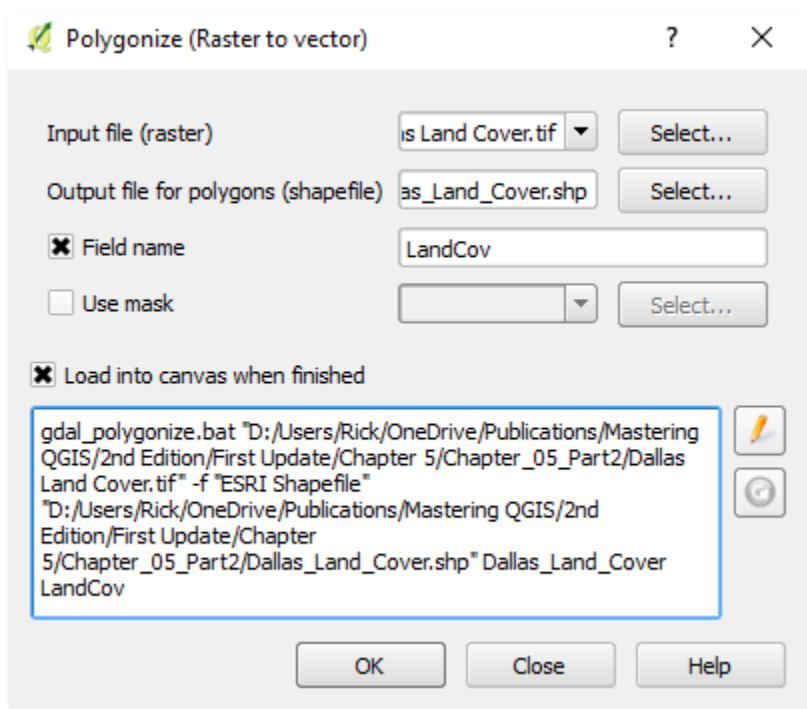 Polygonize (Raster to vector) ?
Input file (raster) s Land Cover.tif Select...
Output file for polygons (shapefile) as_Land_Cover.shp Select...
Field name LandCov
Use mask Select...
Load into canvas when finished
gdal_polygonize.bat "D:/Users/Rick/OneDrive/Publications/Mastering
QGIS/2nd Edition/First Update/Chapter 5/Chapter_05_Part2/Dallas
Land Cover.tif" -f "ESRI Shapefile"
"D:/Users/Rick/OneDrive/Publications/Mastering QGIS/2nd
Edition/First Update/Chapter
5/Chapter_05_Part2/Dallas_Land_Cover.shp" Dallas_Land_Cover
LandCov
OK Close Help